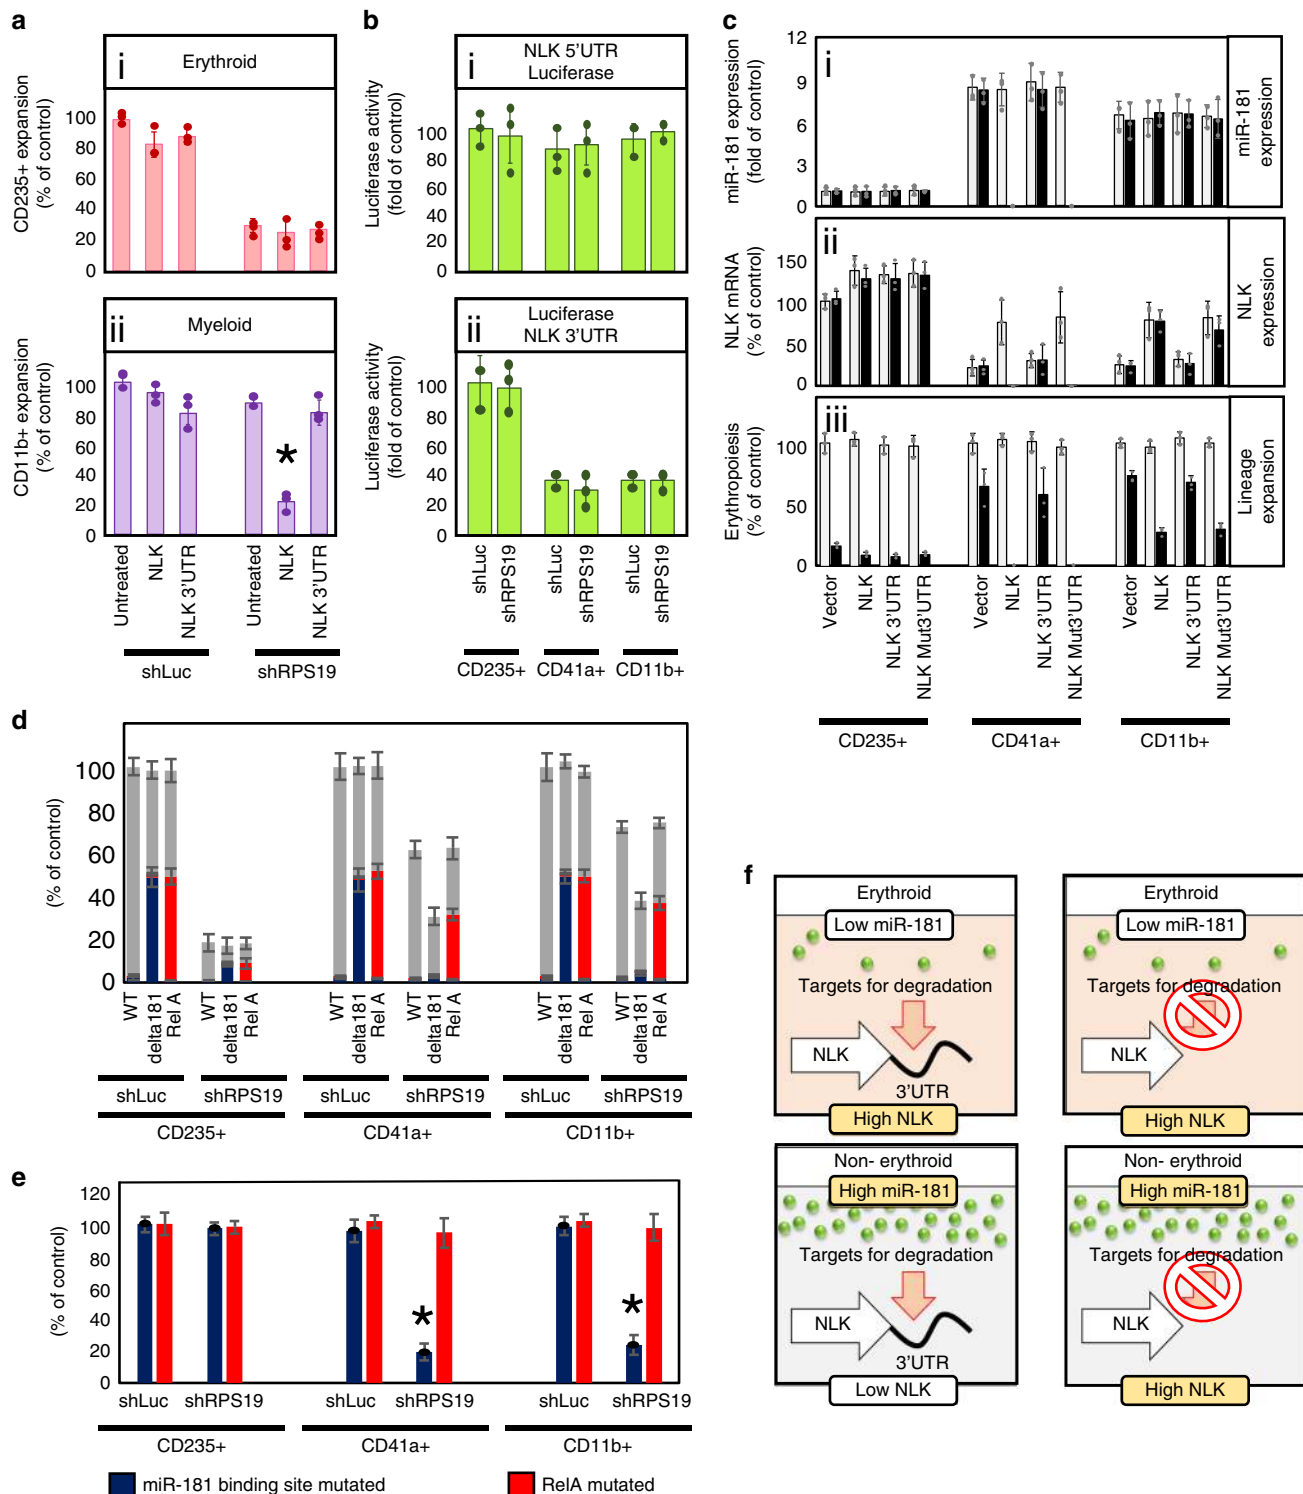 a
i
Erythroid
CD235+ expansion
(% of control)
100
80
60
40
20
0
ii
Myeloid
CD11b+ expansion
(% of control)
100
80
60
40
20
0
*
Untreated
NLK
NLK 3'UTR
Untreated
NLK
NLK 3'UTR
shLuc
shRPS19
b
i
NLK 5'UTR
Luciferase
Luciferase activity
(fold of control)
100
80
60
40
20
0
ii
Luciferase
NLK 3'UTR
Luciferase activity
(fold of control)
100
80
60
40
20
0
shLuc
shRPS19
shLuc
shRPS19
shLuc
shRPS19
CD235+
CD41a+
CD11b+
c
i
miR-181 expression
(fold of control)
12
9
6
3
0
miR-181
expression
ii
NLK mRNA
(% of control)
150
100
50
0
NLK
expression
iii
Erythropoiesis
(% of control)
100
50
0
Lineage
expansion
Vector
NLK
NLK 3'UTR
NLK Mut3'UTR
Vector
NLK
NLK 3'UTR
NLK Mut3'UTR
Vector
NLK
NLK 3'UTR
NLK Mut3'UTR
CD235+
CD41a+
CD11b+
d
(% of control)
100
80
60
40
20
0
WT
delta181
Rel A
WT
delta181
Rel A
WT
delta181
Rel A
WT
delta181
Rel A
WT
delta181
Rel A
WT
delta181
Rel A
shLuc
shRPS19
shLuc
shRPS19
shLuc
shRPS19
CD235+
CD41a+
CD11b+
e
(% of control)
120
100
80
60
40
20
0
*
*
shLuc
shRPS19
shLuc
shRPS19
shLuc
shRPS19
CD235+
CD41a+
CD11b+
miR-181 binding site mutated
RelA mutated
f
Erythroid
Low miR-181
Targets for degradation
NLK
3'UTR
High NLK
Erythroid
Low miR-181
Targets for degradation
NLK
High NLK
Non- erythroid
High miR-181
Targets for degradation
NLK
3'UTR
Low NLK
Non- erythroid
High miR-181
Targets for degradation
NLK
High NLK